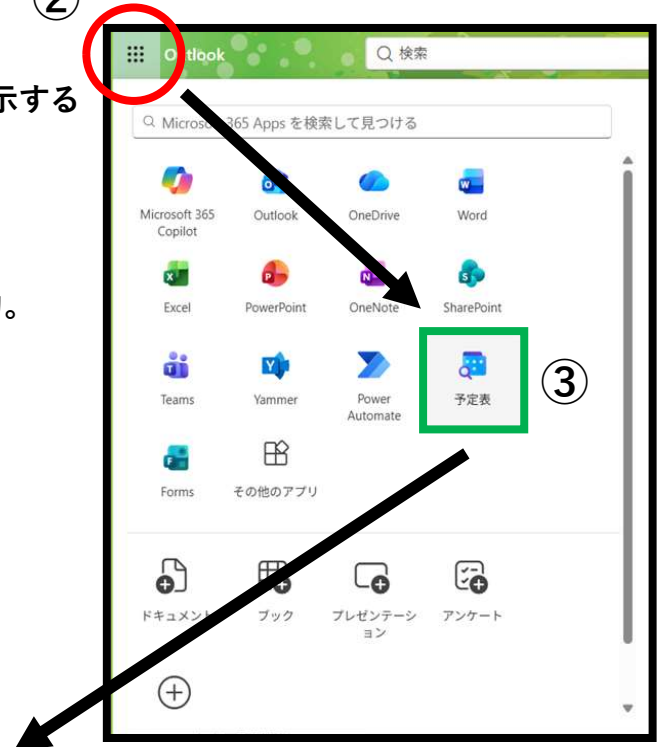 ②
示する
Outlook
検索
Microsoft 365 Apps を検索して見つける
Microsoft 365
Copilot
Outlook
OneDrive
Word
Excel
PowerPoint
OneNote
SharePoint
Teams
Yammer
Power
Automate
予定表
③
Forms
その他のアプリ
ドキュメント
ブック
プレゼンテーシ
ョン
アンケート